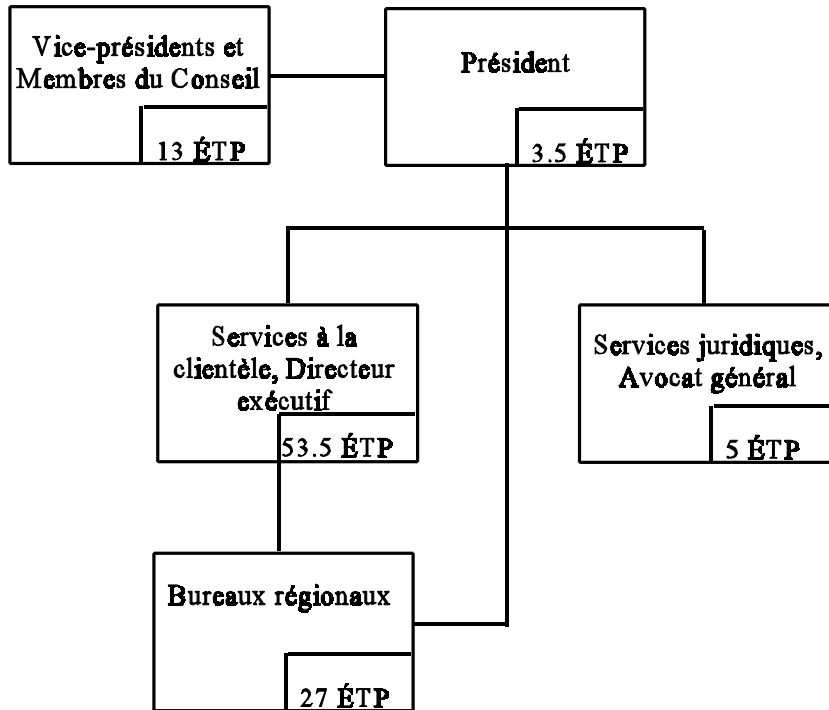 Vice-présidents et
Membres du Conseil
13 ÉTP
Président
3.5 ÉTP
Services à la
clientèle, Directeur
exécutif
53.5 ÉTP
Services juridiques,
Avocat général
5 ÉTP
Bureaux régionaux
27 ÉTP